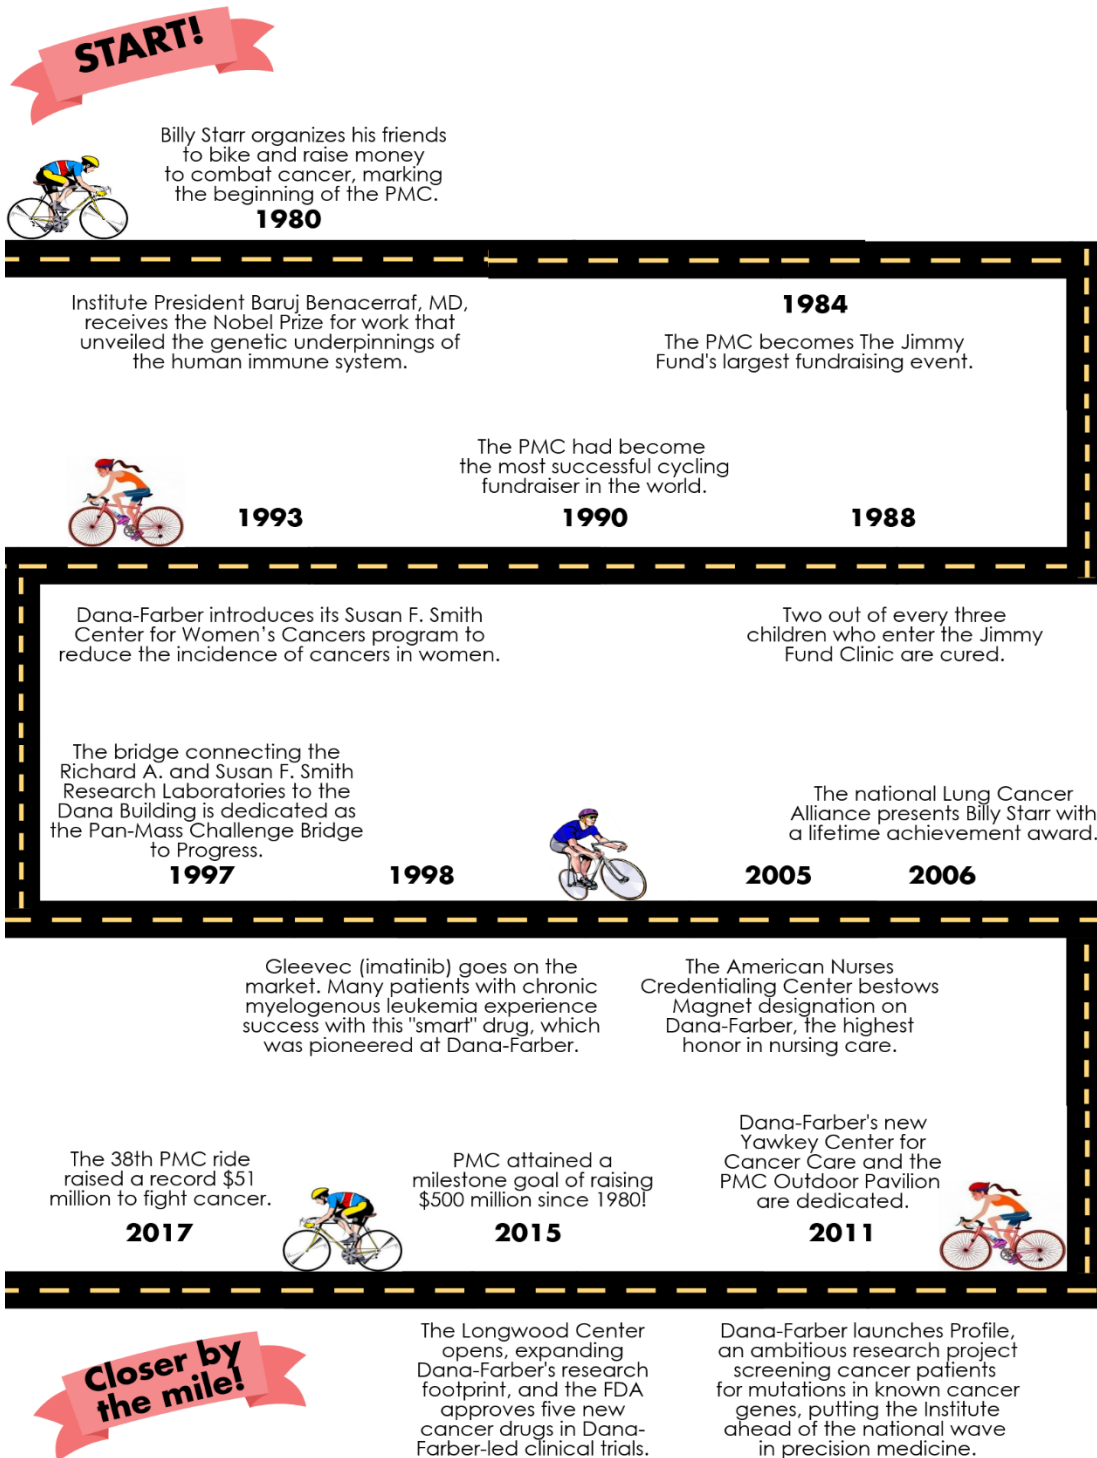 START!
Billy Starr organizes his friends
to bike and raise money
to combat cancer, marking
the beginning of the PMC.
1980
Institute President Baruj Benacerraf, MD,
receives the Nobel Prize for work that
unveiled the genetic underpinnings of
the human immune system.
1984
The PMC becomes The Jimmy
Fund's largest fundraising event.
The PMC had become
the most successful cycling
fundraiser in the world.
1993
1990
1988
Dana-Farber introduces its Susan F. Smith
Center for Women’s Cancers program to
reduce the incidence of cancers in women.
Two out of every three
children who enter the Jimmy
Fund Clinic are cured.
The bridge connecting the
Richard A. and Susan F. Smith
Research Laboratories to the
Dana Building is dedicated as
the Pan-Mass Challenge Bridge
to Progress.
1997
1998
The national Lung Cancer
Alliance presents Billy Starr with
a lifetime achievement award.
2005
2006
Gleevec (imatinib) goes on the
market. Many patients with chronic
myelogenous leukemia experience
success with this "smart" drug, which
was pioneered at Dana-Farber.
The American Nurses
Credentialing Center bestows
Magnet designation on
Dana-Farber, the highest
honor in nursing care.
The 38th PMC ride
raised a record $51
million to fight cancer.
2017
PMC attained a
milestone goal of raising
$500 million since 1980!
2015
Dana-Farber's new
Yawkey Center for
Cancer Care and the
PMC Outdoor Pavilion
are dedicated.
2011
Closer by
the mile!
The Longwood Center
opens, expanding
Dana-Farber's research
footprint, and the FDA
approves five new
cancer drugs in Dana-
Farber-led clinical trials.
Dana-Farber launches Profile,
an ambitious research project
screening cancer patients
for mutations in known cancer
genes, putting the Institute
ahead of the national wave
in precision medicine.